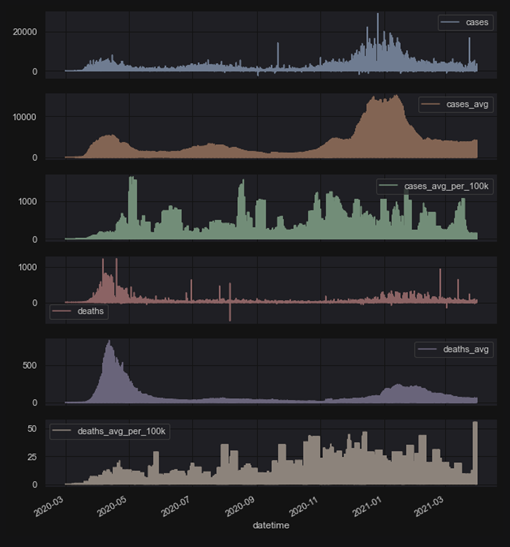 cases
20000
0
cases_avg
10000
0
cases_avg_per_100k
1000
0
1000
0
deaths
deaths_avg
500
0
deaths_avg_per_100k
50
25
0
2020-03 2020-05 2020-07 2020-09 2020-11 2021-01 2021-03
datetime